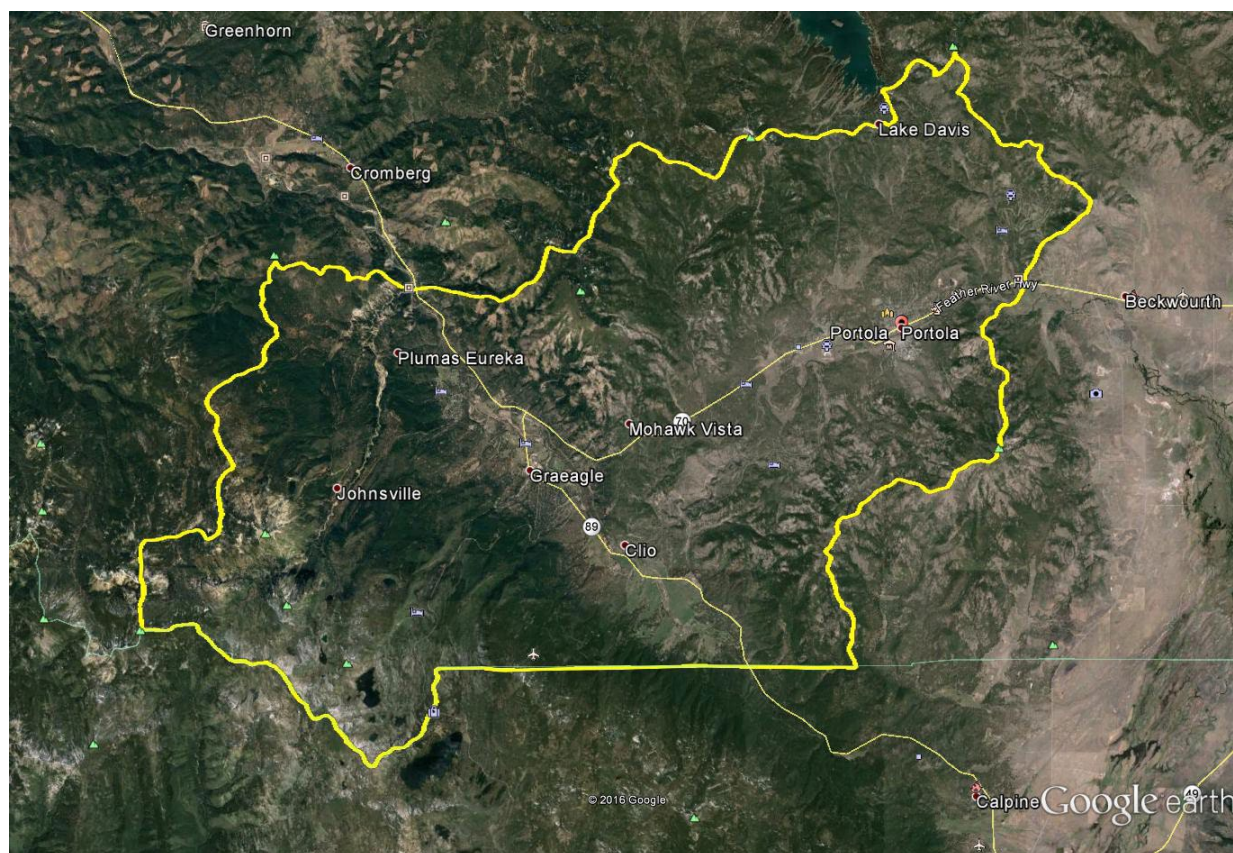 Greenhorn
Cromberg
Lake Davis
Feather River Hwy
Beckwourth
Portola
Portola
Plumas Eureka
70
Mohawk Vista
Graeagle
Johnsville
89
Clio
© 2016 Google
Calpine
Google earth
49